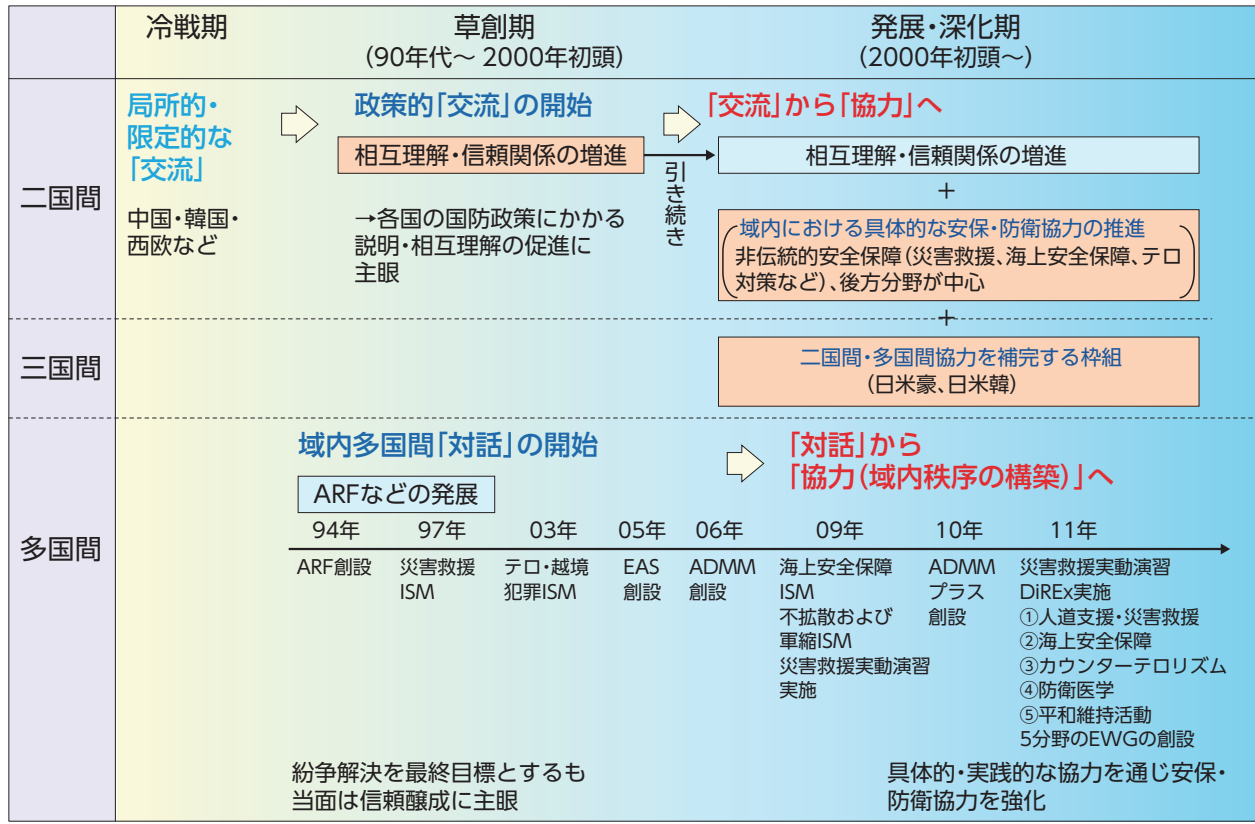 冷戦期
草創期
(90年代～2000年初頭)
発展・深化期
(2000年初頭～)
二国間
局所的・
限定的な
「交流」
中国・韓国・
西欧など
政策的「交流」の開始
相互理解・信頼関係の増進
→各国の国防政策にかかる
説明・相互理解の促進に
主眼
引き続き
「交流」から「協力」へ
相互理解・信頼関係の増進
+
域内における具体的な安保・防衛協力の推進
非伝統的安全保障(災害救援、海上安全保障、テロ
対策など)、後方分野が中心
+
三国間
二国間・多国間協力を補完する枠組
(日米豪、日米韓)
多国間
域内多国間「対話」の開始
「対話」から
「協力(域内秩序の構築)」へ
ARFなどの発展
94年
ARF創設
97年
災害救援
ISM
03年
テロ・越境
犯罪ISM
05年
EAS
創設
06年
ADMM
創設
09年
海上安全保障
ISM
不拡散および
軍縮ISM
災害救援実動演習
実施
10年
ADMM
プラス
創設
11年
災害救援実動演習
DiREx実施
①人道支援・災害救援
②海上安全保障
③カウンターテロリズム
④防衛医学
⑤平和維持活動
5分野のEWGの創設
紛争解決を最終目標とするも
当面は信頼醸成に主眼
具体的・実践的な協力を通じ安保・
防衛協力を強化